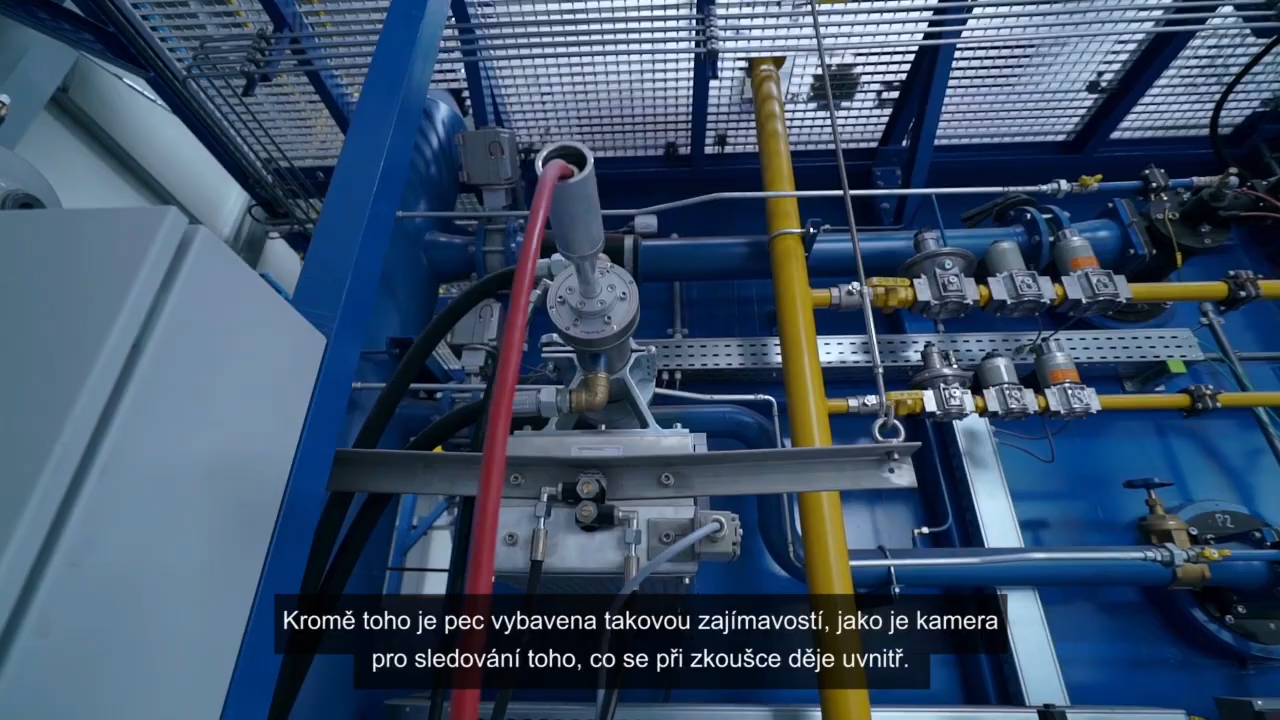 P2
Kromě toho je pec vybavena takovou zajímavostí, jako je kamera
pro sledování toho, co se při zkoušce děje uvnitř.